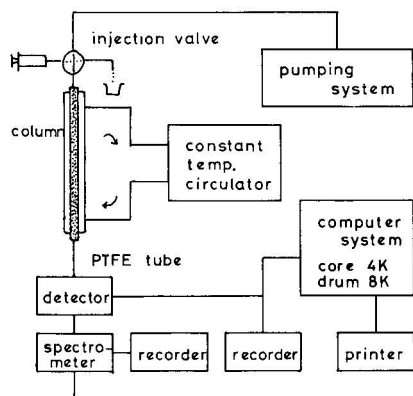 injection valve
pumping
system
column
constant
temp.
circulator
computer
system
core 4K
drum 8K
PTFE tube
detector
spectro-
meter
recorder
recorder
printer